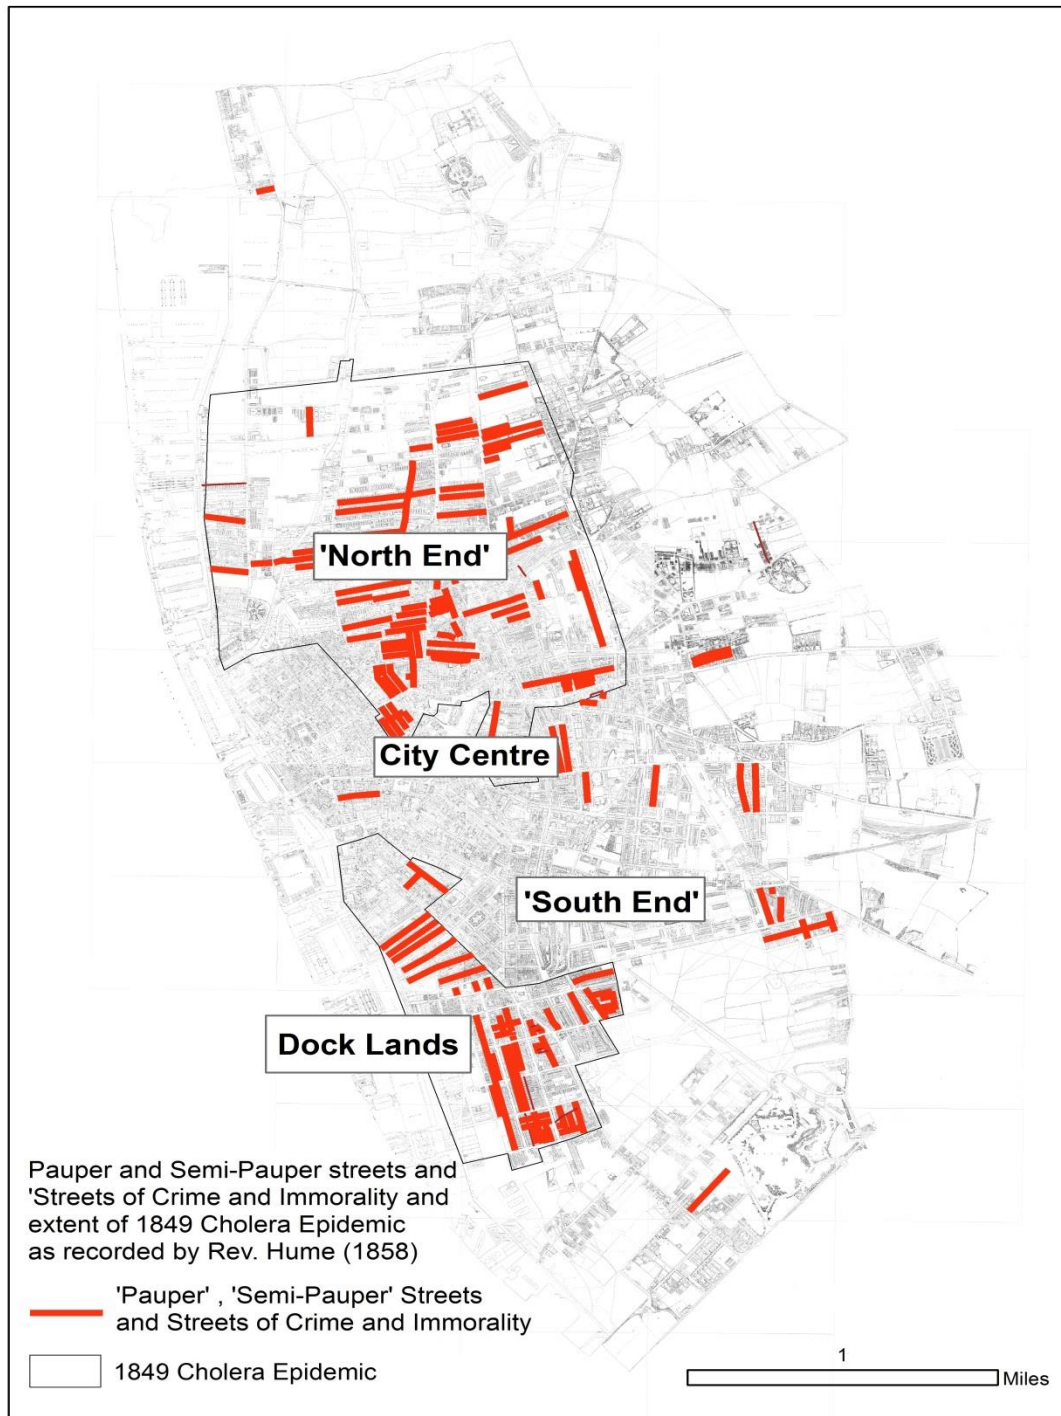 'North End'
City Centre
'South End'
Dock Lands
Pauper and Semi-Pauper streets and
'Streets of Crime and Immorality and
extent of 1849 Cholera Epidemic
as recorded by Rev. Hume (1858)
'Pauper' , 'Semi-Pauper' Streets
and Streets of Crime and Immorality
1849 Cholera Epidemic
1
Miles